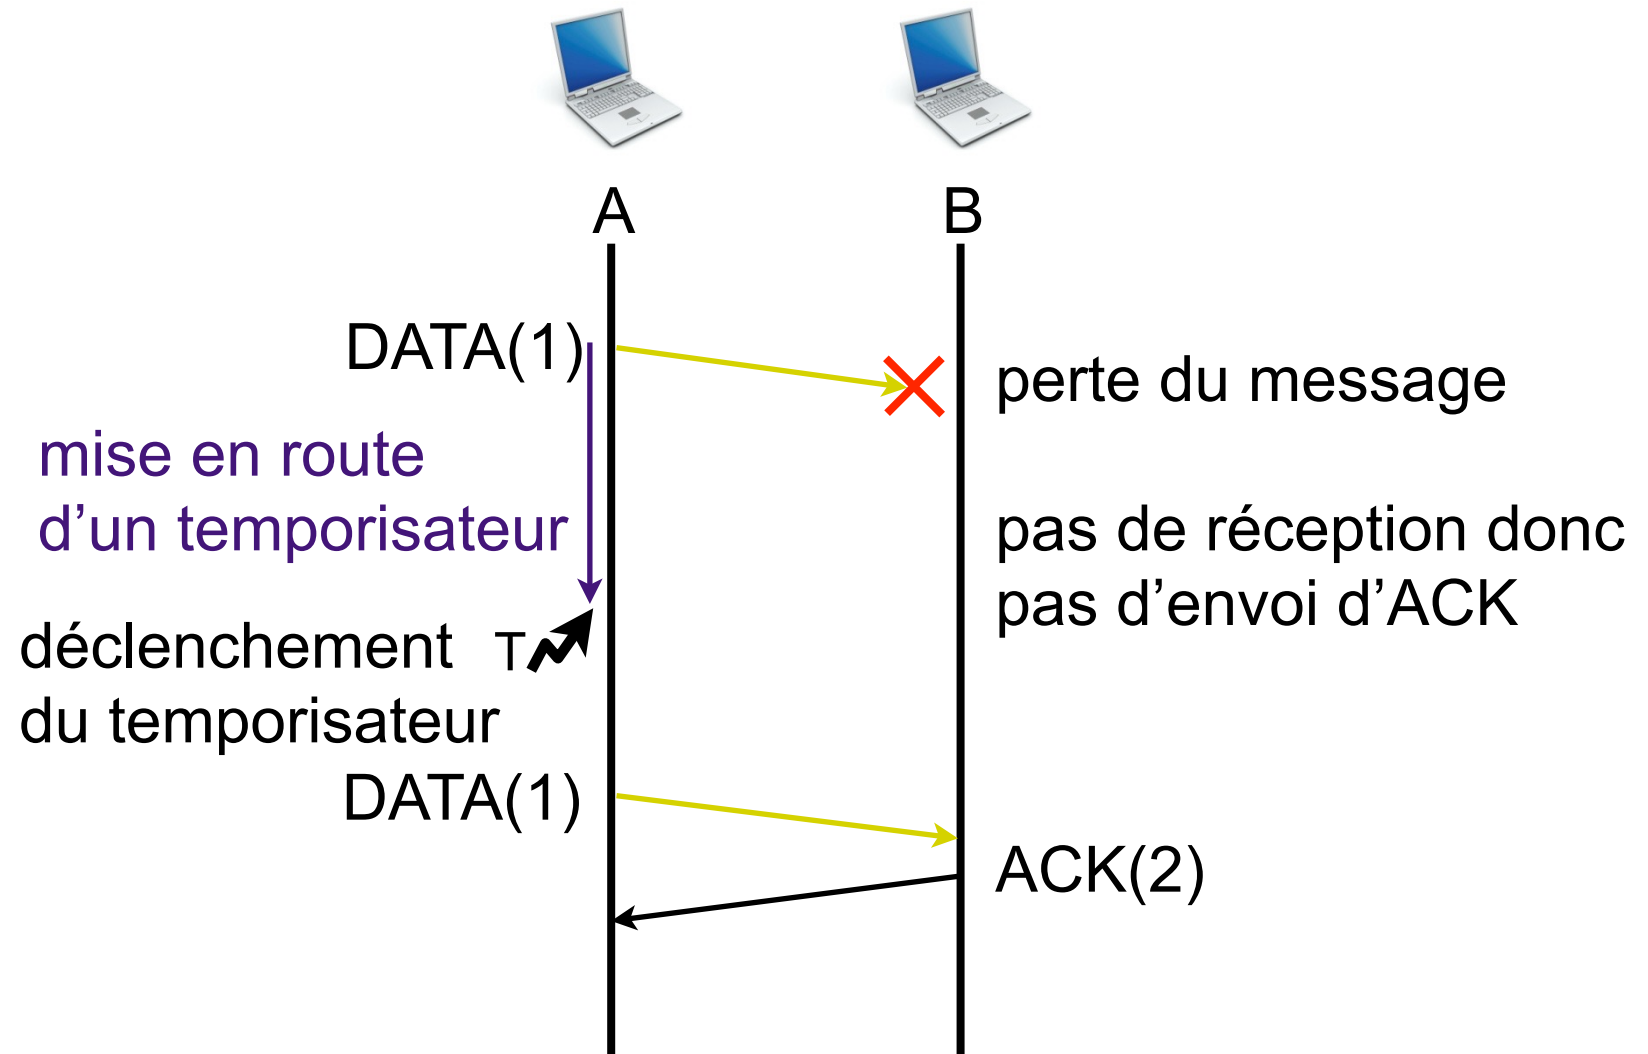 A
B
DATA(1)
perte du message
mise en route
d’un temporisateur
pas de réception donc
pas d’envoi d’ACK
déclenchement T
du temporisateur
DATA(1)
ACK(2)